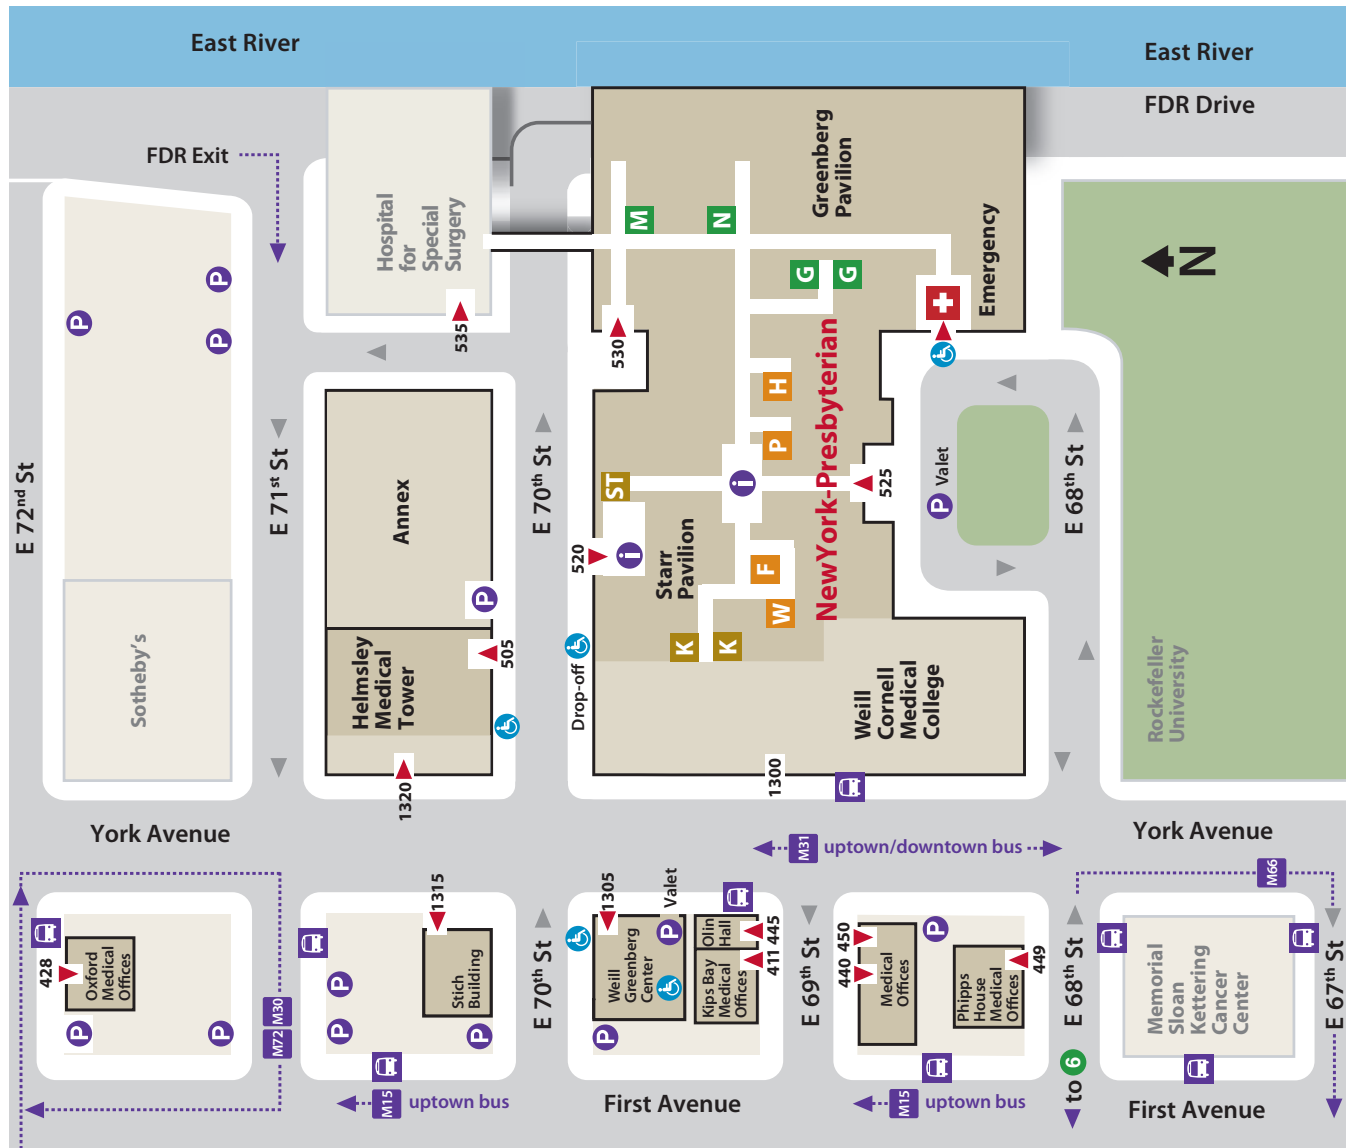 East River
East River
FDR Drive
FDR Exit
Hospital
for
Special
Surgery
535
M
N
G
G
Greenberg
Pavilion
Emergency
N
530
H
P
NewYork-Presbyterian
E 72nd St
E 71st St
E 70th St
E 68th St
P
P
P
Annex
P
ST
i
i
520
525
P Valet
Starr
Pavilion
F
W
K
K
Sotheby's
Helmsley
Medical
Tower
505
1320
Drop-off
Weill
Cornell
Medical
College
1300
Rockefeller
University
York Avenue
York Avenue
M31 uptown/downtown bus
M66
428
Oxford
Medical
Offices
P
P
M72 M30
1315
Stich
Building
P
P
P
M15 uptown bus
E 70th St
1305
Valet
P
Weill
Greenberg
Center
P
Olin
Hall
445
Kips Bay
Medical
Offices
411
First Avenue
E 69th St
450
440
Medical
Offices
P
Phipps
House
Medical
Offices
449
M15 uptown bus
E 68th St
to 6
Memorial
Sloan
Kettering
Cancer
Center
E 67th St
First Avenue